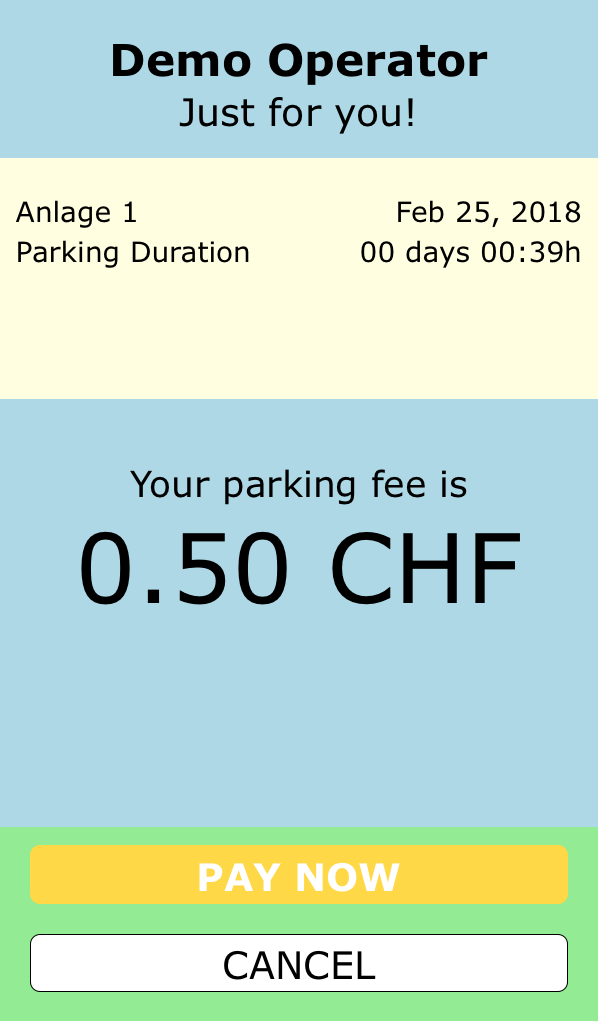 Demo Operator
Just for you!
Anlage 1 Feb 25, 2018
Parking Duration 00 days 00:39h
Your parking fee is
0.50 CHF
PAY NOW
CANCEL